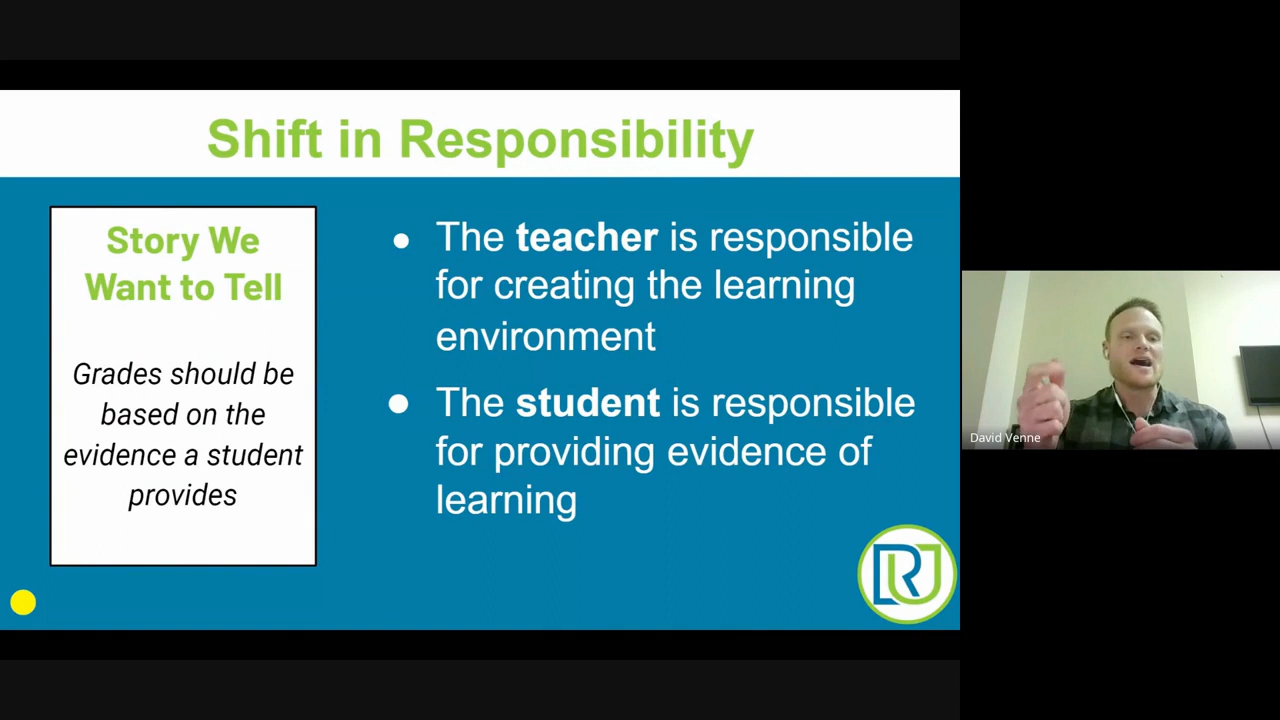 Shift in Responsibility
Story We
Want to Tell
Grades should be
based on the
evidence a student
provides
The teacher is responsible
for creating the learning
environment
The student is responsible
for providing evidence of
learning
RU
David Venne